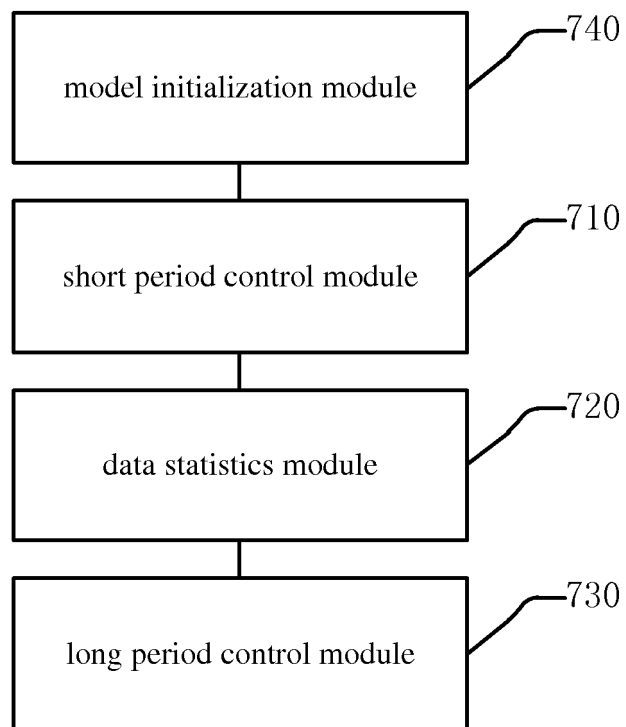 740
model initialization module
710
short period control module
720
data statistics module
730
long period control module